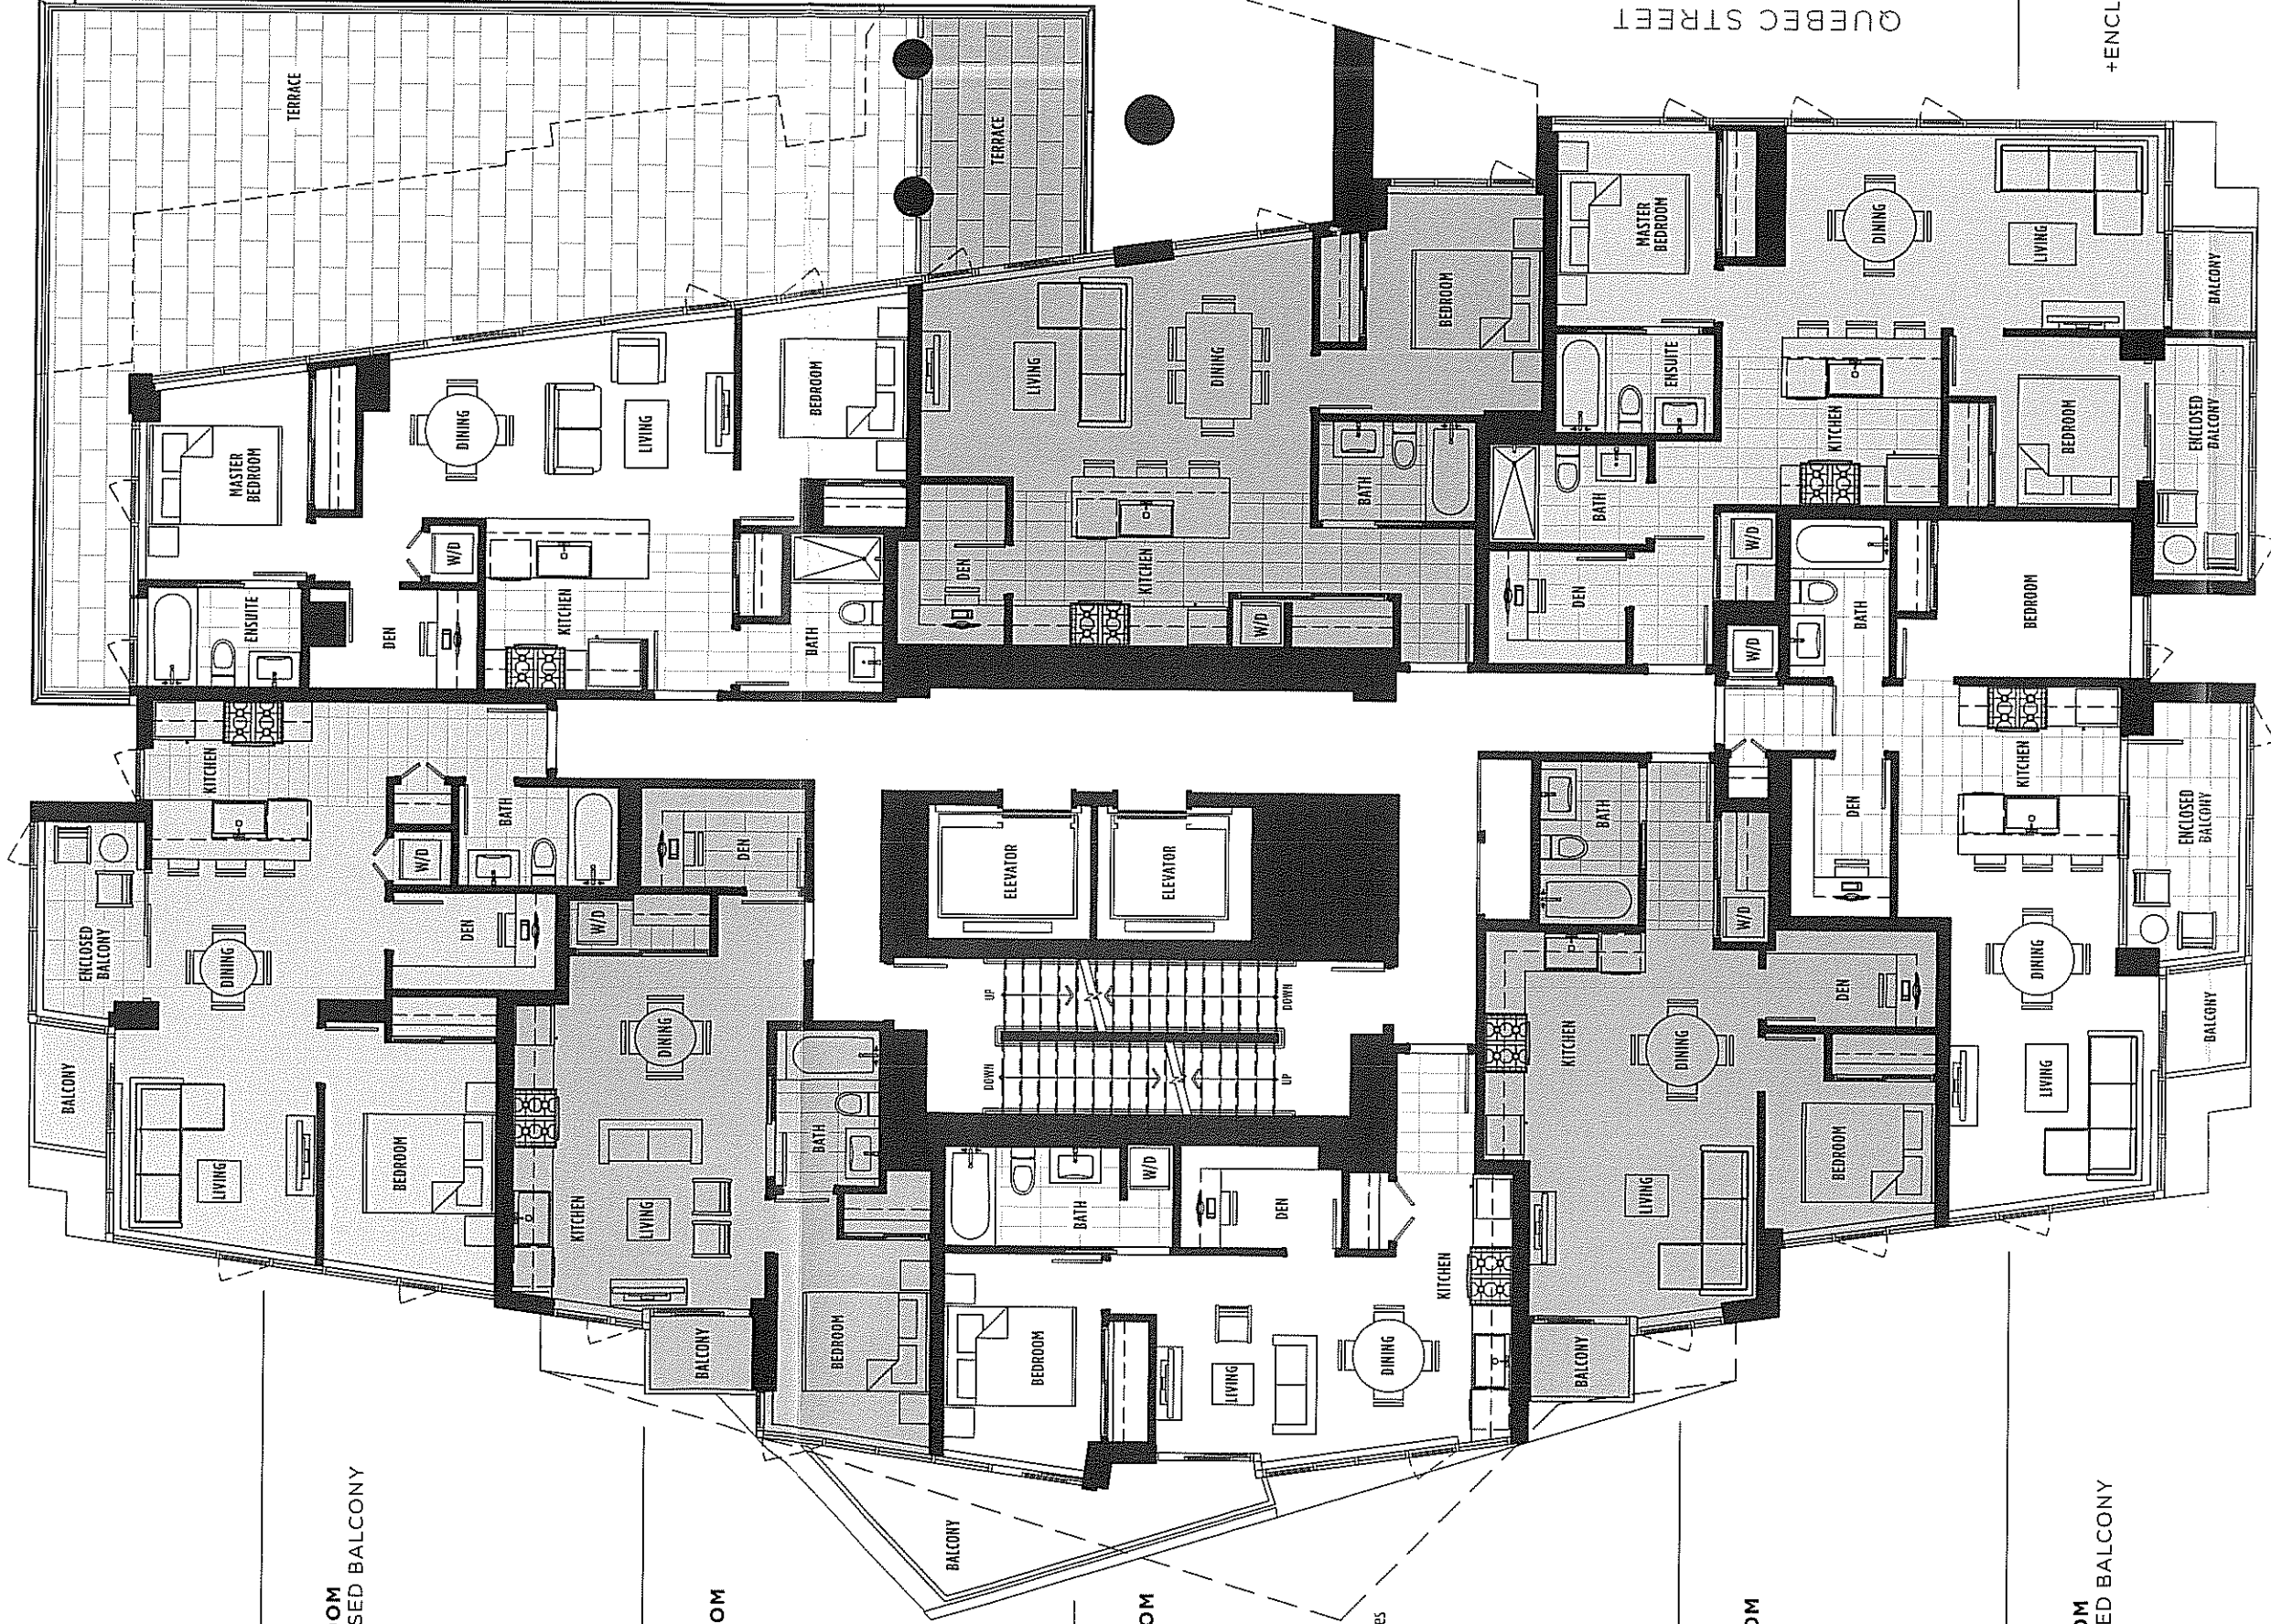 TERRACE
TERRACE
QUEBEC STREET
+ENCL
MASTER
BEDROOM
DINING
LIVING
BEDROOM
ENSUITE
DEN
W/D
KITCHEN
BATH
LIVING
DINING
BEDROOM
DEN
KITCHEN
W/D
BATH
MASTER
BEDROOM
ENSUITE
DINING
LIVING
BALCONY
BATH
KITCHEN
BEDROOM
ENCLOSED
BALCONY
DEN
W/D
W/D
BATH
BEDROOM
KITCHEN
DEN
ENCLOSED
BALCONY
DINING
LIVING
BALCONY
KITCHEN
ENCLOSED
BALCONY
DINING
W/D
BATH
DEN
BALCONY
LIVING
BEDROOM
DEN
W/D
DINING
KITCHEN
LIVING
BATH
BALCONY
BEDROOM
ELEVATOR
ELEVATOR
UP
DOWN
DOWN
UP
BATH
W/D
DEN
KITCHEN
BEDROOM
LIVING
DINING
BALCONY
BATH
W/D
KITCHEN
DINING
DEN
LIVING
BEDROOM
BALCONY
OM
SED BALCONY
OM
OM
es
OM
OM
ED BALCONY